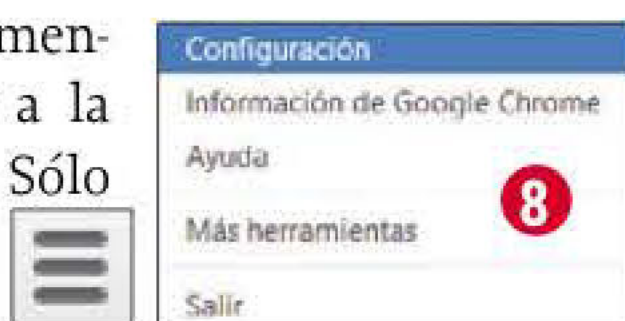 men-
a la
Sólo
Configuración
Información de Google Chrome
Ayuda
8
Más herramientas
Salir